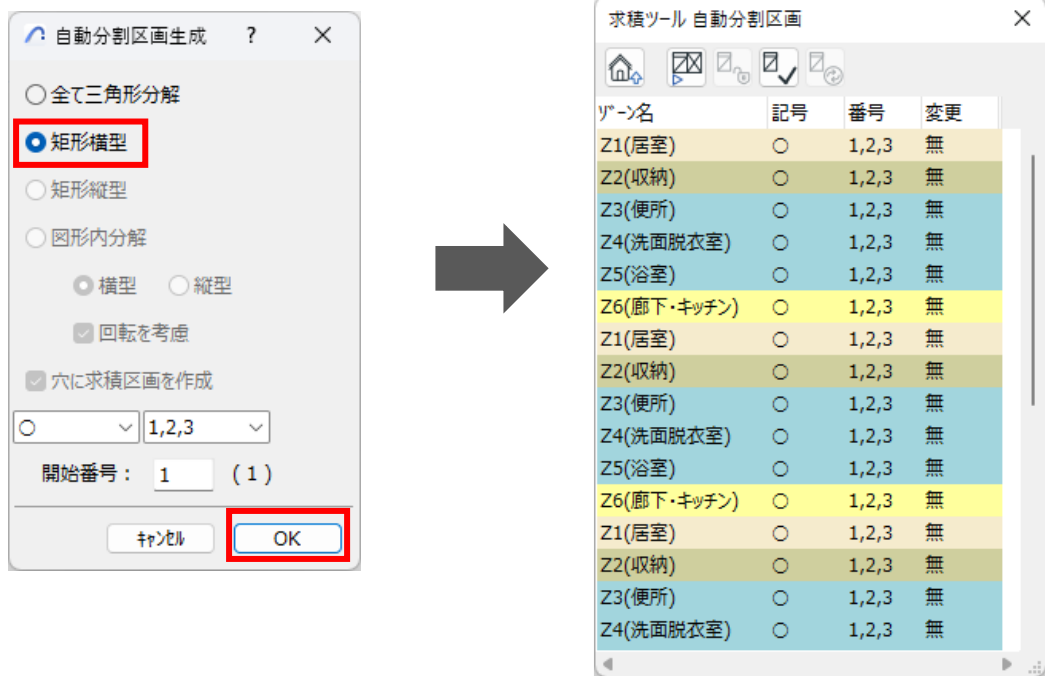 自動分割区画生成 ? ×
全て三角形分解
矩形横型
矩形縦型
図形内分解
横型 縦型
回転を考慮
穴に求積区画を作成
○ 1,2,3
開始番号： 1 (1)
ｷｬﾝｾﾙ OK
求積ツール 自動分割区画 ×
ｿﾞｰﾝ名 記号 番号 変更
Z1(居室) ○ 1,2,3 無
Z2(収納) ○ 1,2,3 無
Z3(便所) ○ 1,2,3 無
Z4(洗面脱衣室) ○ 1,2,3 無
Z5(浴室) ○ 1,2,3 無
Z6(廊下・ｷｯﾁﾝ) ○ 1,2,3 無
Z1(居室) ○ 1,2,3 無
Z2(収納) ○ 1,2,3 無
Z3(便所) ○ 1,2,3 無
Z4(洗面脱衣室) ○ 1,2,3 無
Z5(浴室) ○ 1,2,3 無
Z6(廊下・ｷｯﾁﾝ) ○ 1,2,3 無
Z1(居室) ○ 1,2,3 無
Z2(収納) ○ 1,2,3 無
Z3(便所) ○ 1,2,3 無
Z4(洗面脱衣室) ○ 1,2,3 無